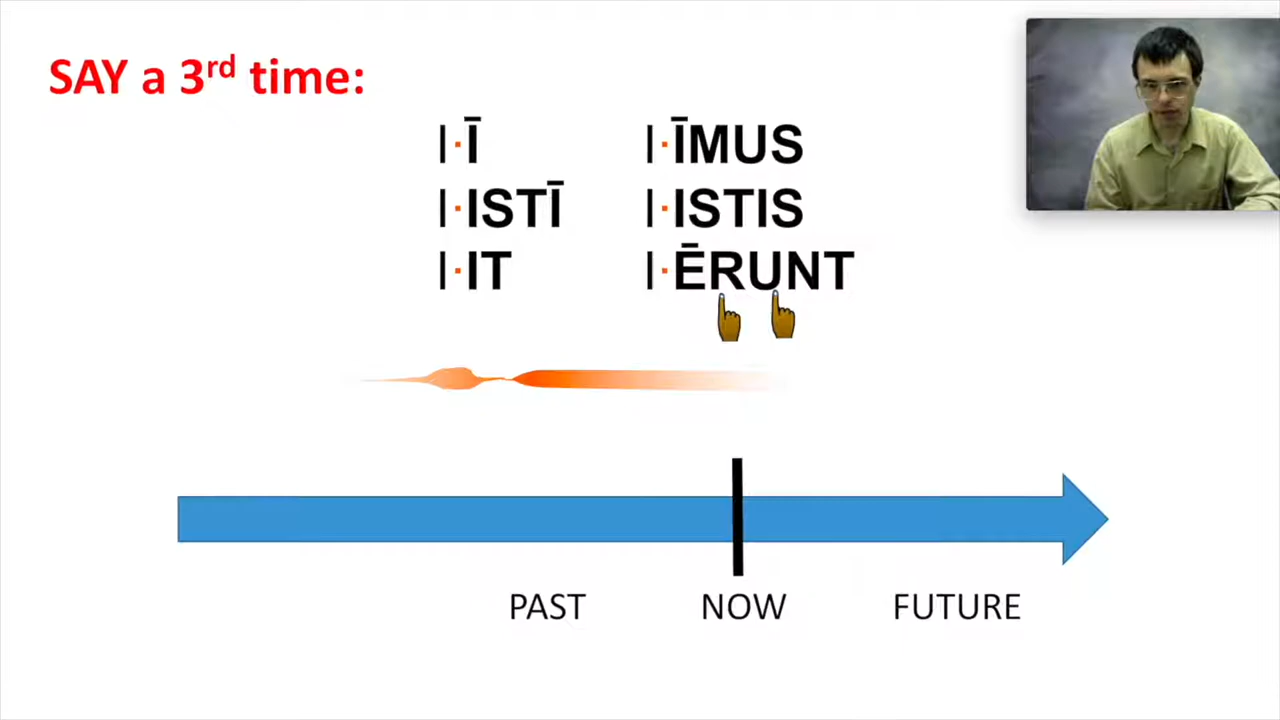 SAY a 3rd time:
|·Ī |·ĪMUS
|·ISTĪ |·ISTIS
|·IT |·ĒRUNT
PAST NOW FUTURE